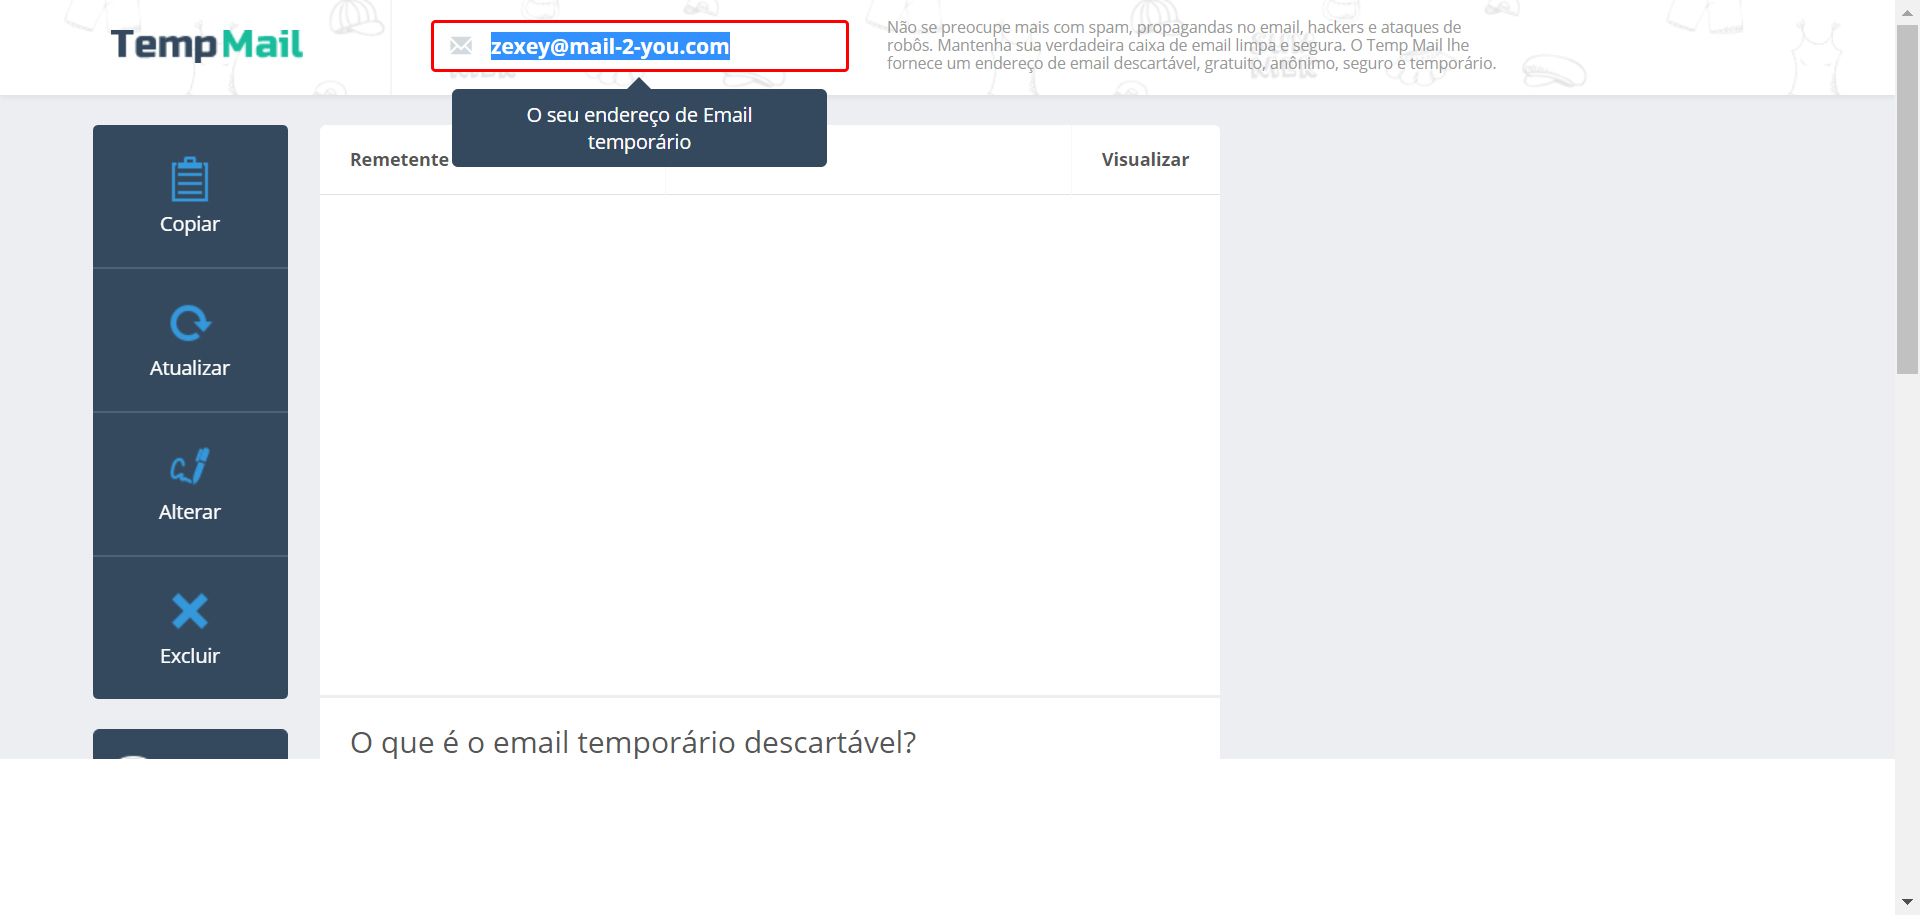 TempMail
zexey@mail-2-you.com
Não se preocupe mais com spam, propagandas no email, hackers e ataques de
robôs. Mantenha sua verdadeira caixa de email limpa e segura. O Temp Mail lhe
fornece um endereço de email descartável, gratuito, anônimo, seguro e temporário.
O seu endereço de Email
temporário
Remetente
Visualizar
Copiar
Atualizar
Alterar
Excluir
O que é o email temporário descartável?